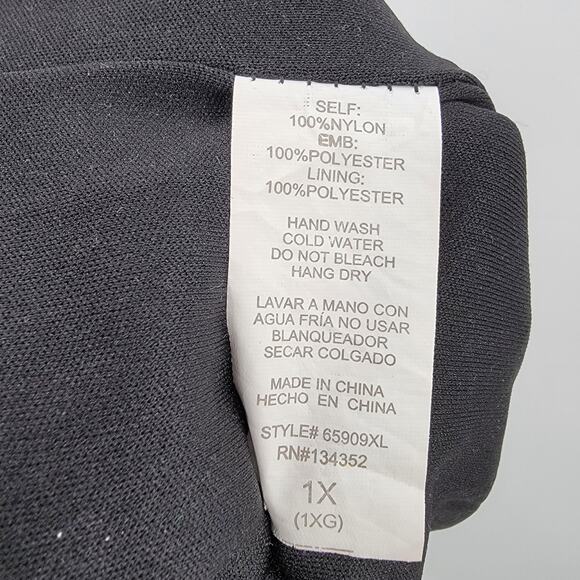 SELF:
100%NYLON
EMB:
100%POLYESTER
LINING:
100%POLYESTER
HAND WASH
COLD WATER
DO NOT BLEACH
HANG DRY
LAVAR A MANO CON
AGUA FRÍA NO USAR
BLANQUEADOR
SECAR COLGADO
MADE IN CHINA
HECHO EN CHINA
STYLE# 65909XL
RN#134352
1X
(1XG)